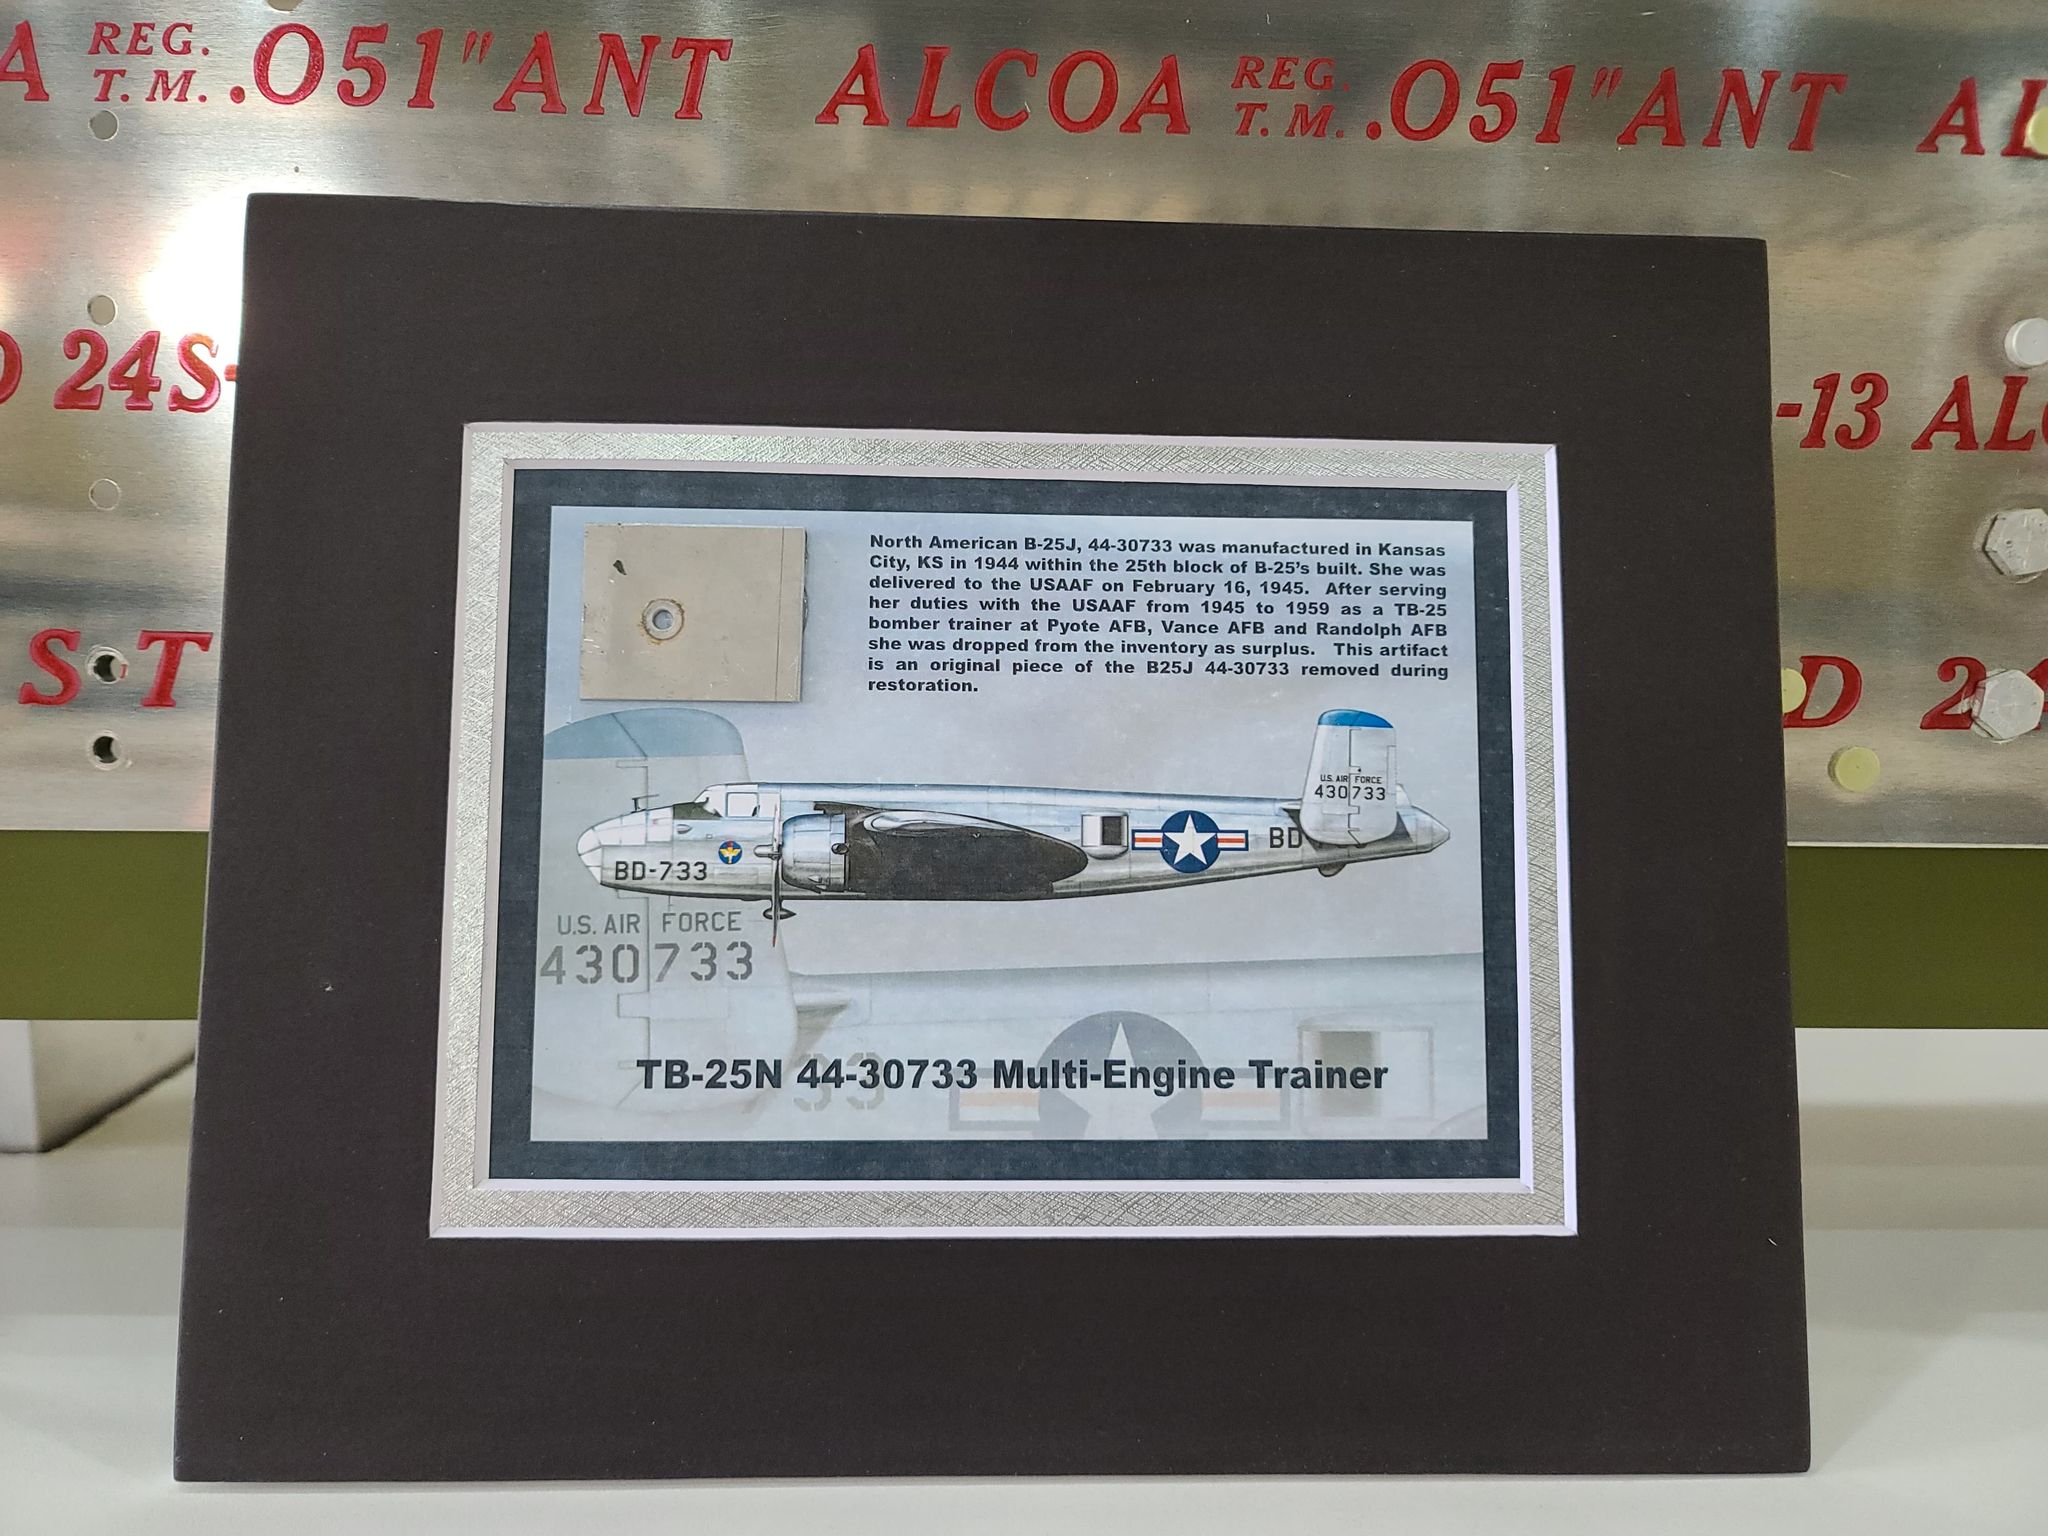 A REG. T.M. .051" ANT ALCOA REG. T.M. .051" ANT AL
D 24S-
-13 ALC
S T
D 24
North American B-25J, 44-30733 was manufactured in Kansas
City, KS in 1944 within the 25th block of B-25's built. She was
delivered to the USAAF on February 16, 1945. After serving
her duties with the USAAF from 1945 to 1959 as a TB-25
bomber trainer at Pyote AFB, Vance AFB and Randolph AFB
she was dropped from the inventory as surplus. This artifact
is an original piece of the B25J 44-30733 removed during
restoration.
U.S. AIR FORCE
430733
BD-733
BD
U.S. AIR FORCE
430733
33
TB-25N 44-30733 Multi-Engine Trainer